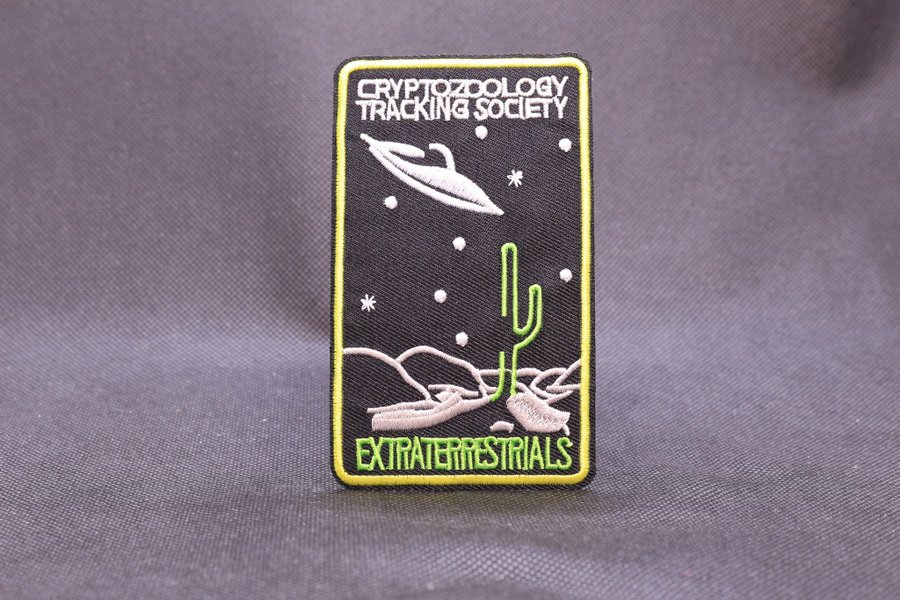 CRYPTOZOOLOGY
TRACKING SOCIETY
EXTRATERRESTRIALS